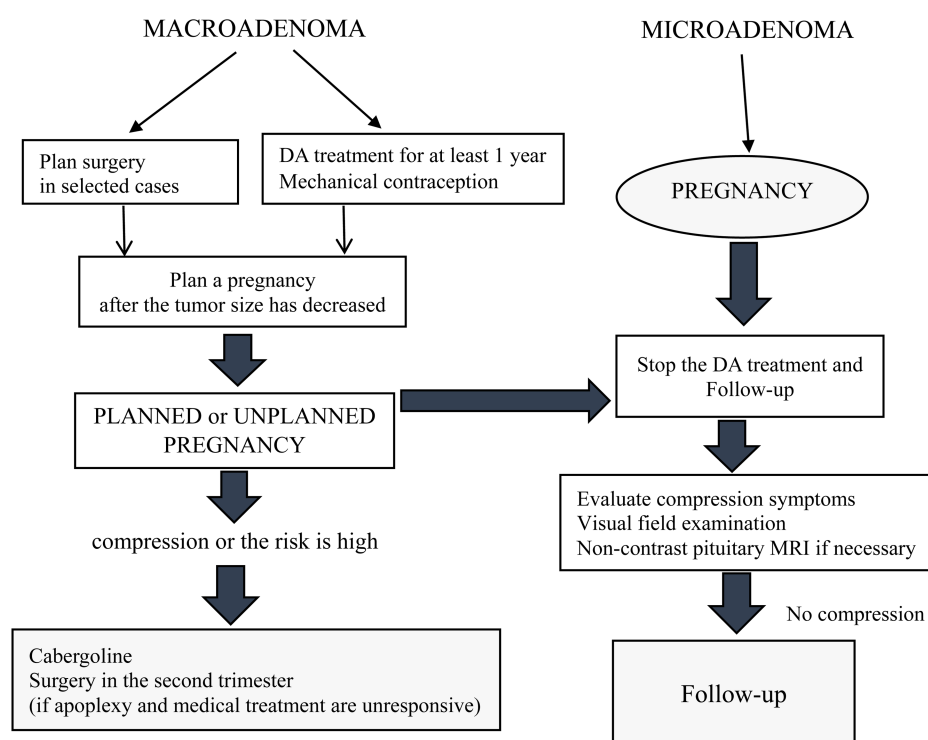 MACROADENOMA
Plan surgery
in selected cases
DA treatment for at least 1 year
Mechanical contraception
Plan a pregnancy
after the tumor size has decreased
PLANNED or UNPLANNED
PREGNANCY
compression or the risk is high
Cabergoline
Surgery in the second trimester
(if apoplexy and medical treatment are unresponsive)
MICROADENOMA
PREGNANCY
Stop the DA treatment and
Follow-up
Evaluate compression symptoms
Visual field examination
Non-contrast pituitary MRI if necessary
No compression
Follow-up